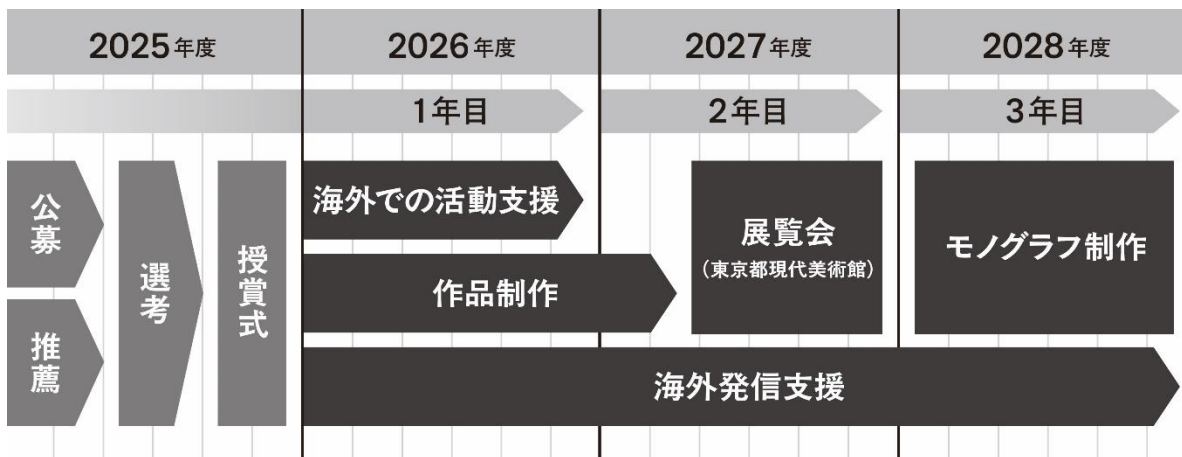 2025年度
2026年度
2027年度
2028年度
1年目
2年目
3年目
公募
推薦
選考
授賞式
海外での活動支援
作品制作
展覧会
(東京都現代美術館)
モノグラフ制作
海外発信支援